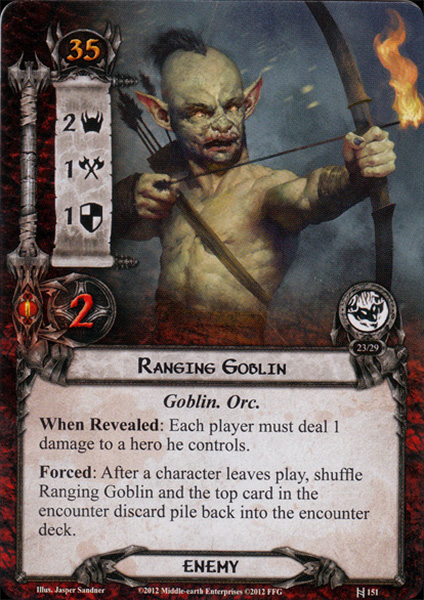 35
2
1
1
2
23/29
Ranging Goblin
Goblin. Orc.
When Revealed: Each player must deal 1
damage to a hero he controls.
Forced: After a character leaves play, shuffle
Ranging Goblin and the top card in the
encounter discard pile back into the encounter
deck.
ENEMY
Illus. Jasper Sandner ©2012 Middle-earth Enterprises ©2012 FFG 151